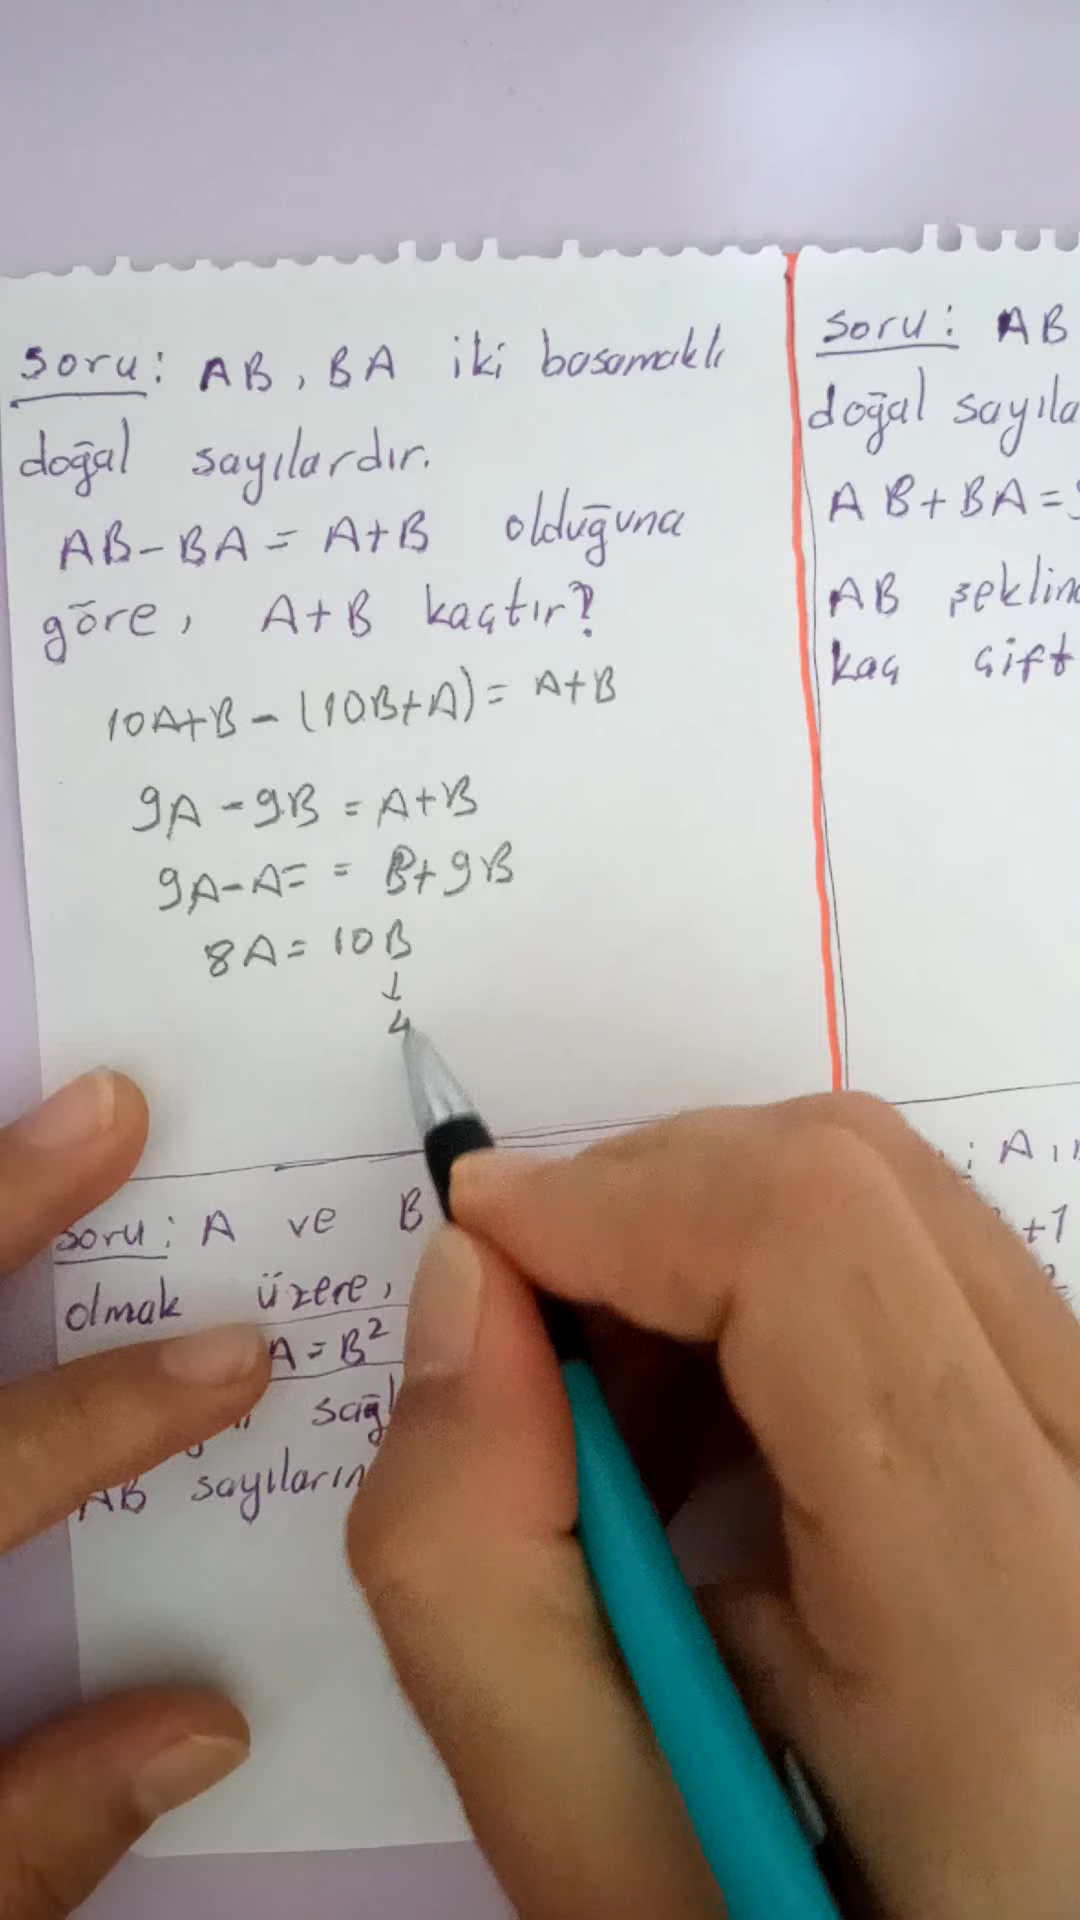 Soru: AB, BA iki basamaklı
doğal sayılardır.
AB-BA = A+B olduğuna
göre, A+B kaçtır?
10A+B - (10B+A) = A+B
9A - 9B = A+B
9A-A= = B+9B
8A = 10B
↓
4
Soru: AB
doğal sayıla
AB+BA=
AB şeklin
kaç çift
Soru: A ve B
olmak üzere,
A = B²
sağl
AB sayıların
: A,
+1